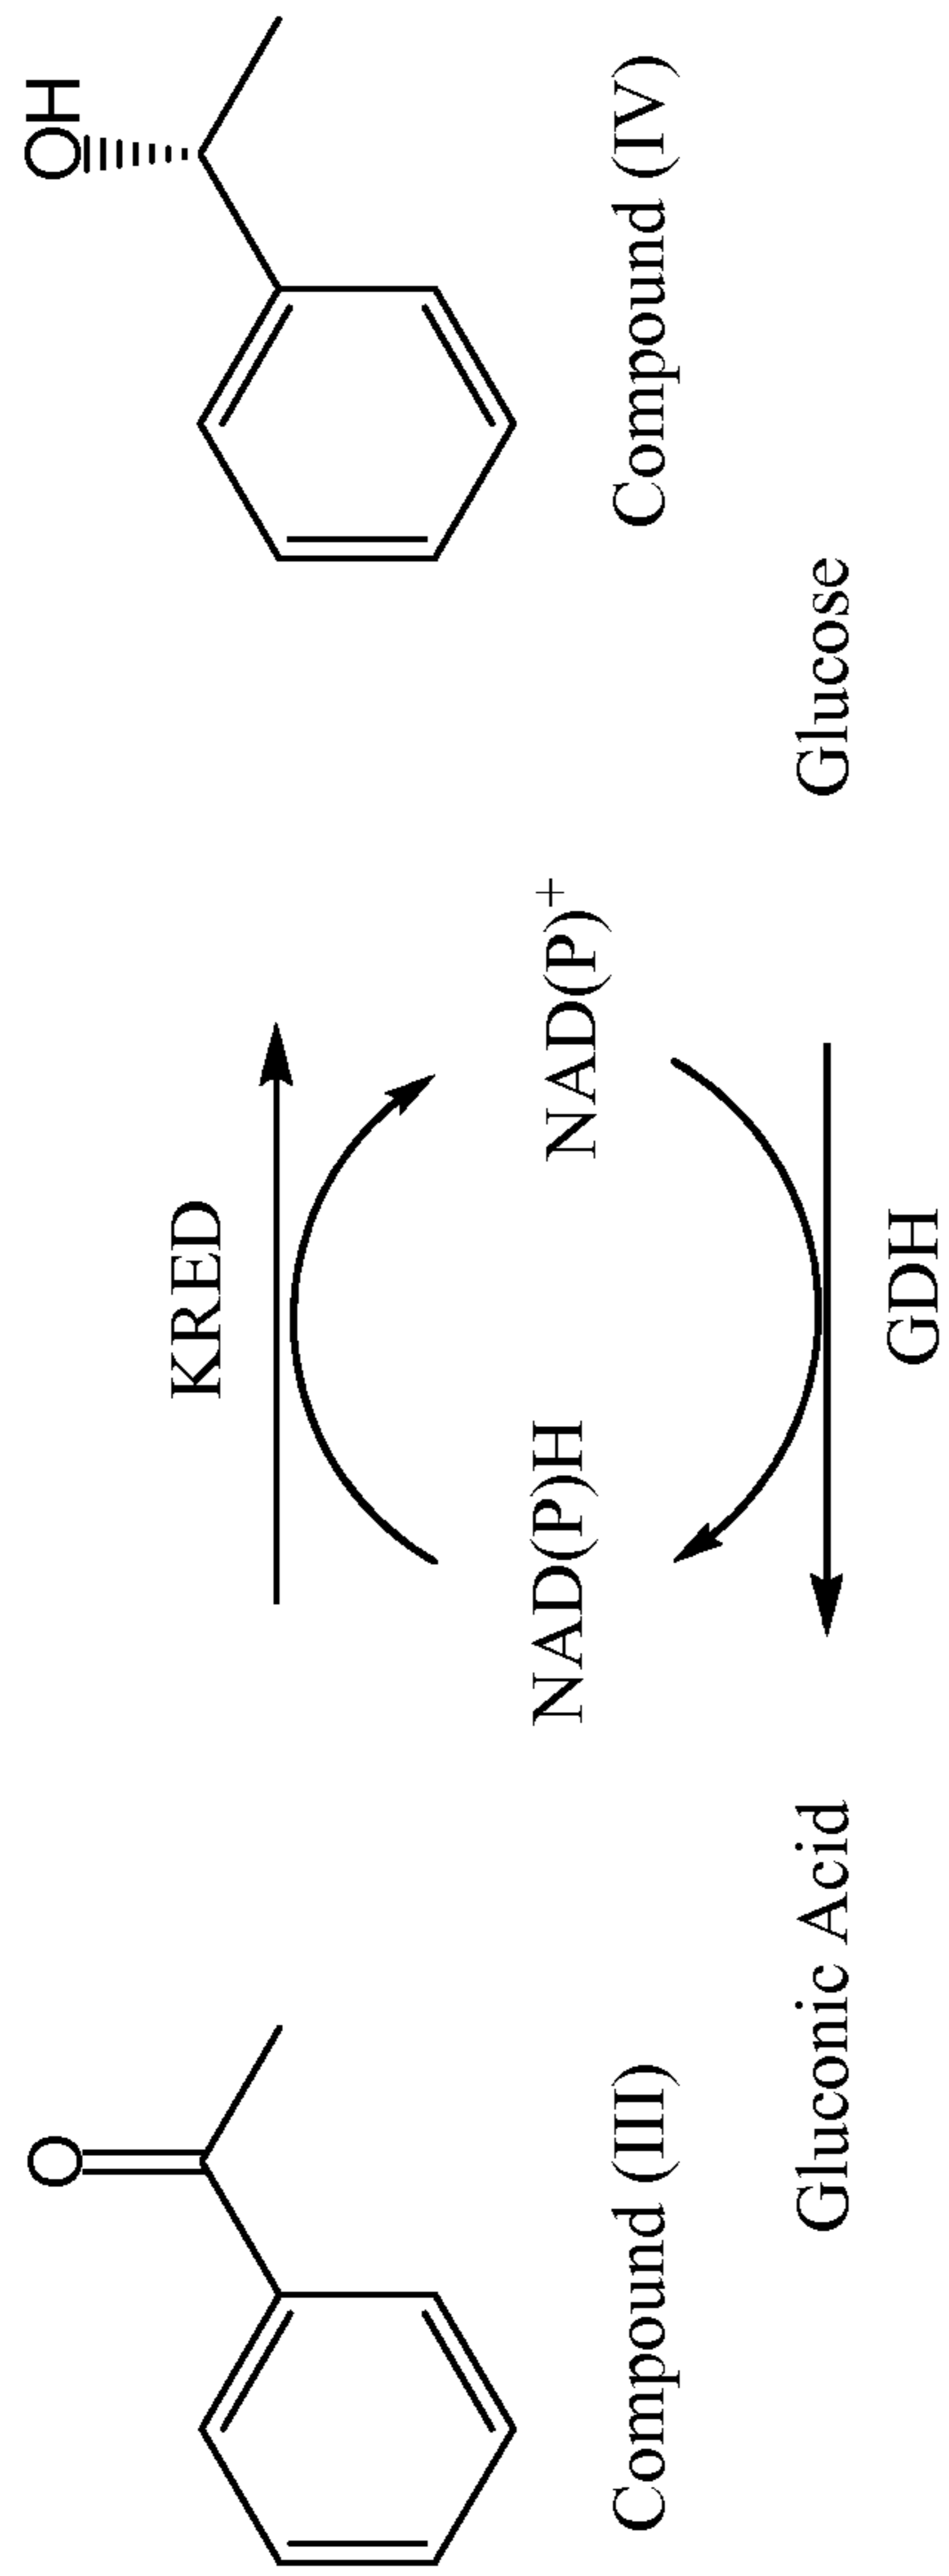 O
OH
KRED
NAD(P)H
NAD(P)+
Compound (III)
Compound (IV)
Gluconic Acid
Glucose
GDH